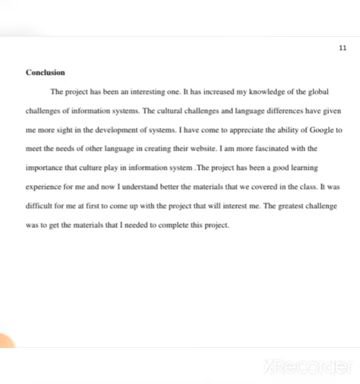 11
Conclusion
The project has been an interesting one. It has increased my knowledge of the global
challenges of information systems. The cultural challenges and language differences have given
me more sight in the development of systems. I have come to appreciate the ability of Google to
meet the needs of other language in creating their website. I am more fascinated with the
importance that culture play in information system .The project has been a good learning
experience for me and now I understand better the materials that we covered in the class. It was
difficult for me at first to come up with the project that will interest me. The greatest challenge
was to get the materials that I needed to complete this project.
XRecorder